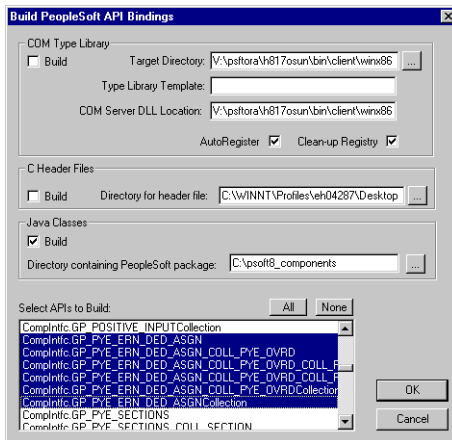 Build PeopleSoft API Bindings
COM Type Library
Build
Target Directory: V:\psftora\h817osun\bin\client\winx86 ...
Type Library Template:
COM Server DLL Location: V:\psftora\h817osun\bin\client\winx86
AutoRegister Clean-up Registry
C Header Files
Build Directory for header file: C:\WINNT\Profiles\eh04287\Desktop ...
Java Classes
Build
Directory containing PeopleSoft package: C:\psoft8_components ...
Select APIs to Build: All None
CompIntfc.GP_POSITIVE_INPUTCollection
CompIntfc.GP_PYE_ERN_DED_ASGN
CompIntfc.GP_PYE_ERN_DED_ASGN_COLL_PYE_OVRD
CompIntfc.GP_PYE_ERN_DED_ASGN_COLL_PYE_OVRD_COLL_
CompIntfc.GP_PYE_ERN_DED_ASGN_COLL_PYE_OVRD_COLL_
CompIntfc.GP_PYE_ERN_DED_ASGN_COLL_PYE_OVRDCollection
CompIntfc.GP_PYE_ERN_DED_ASGNCollection
CompIntfc.GP_PYE_SECTIONS
CompIntfc.GP_PYE_SECTIONS_COLL_SECTION
OK
Cancel